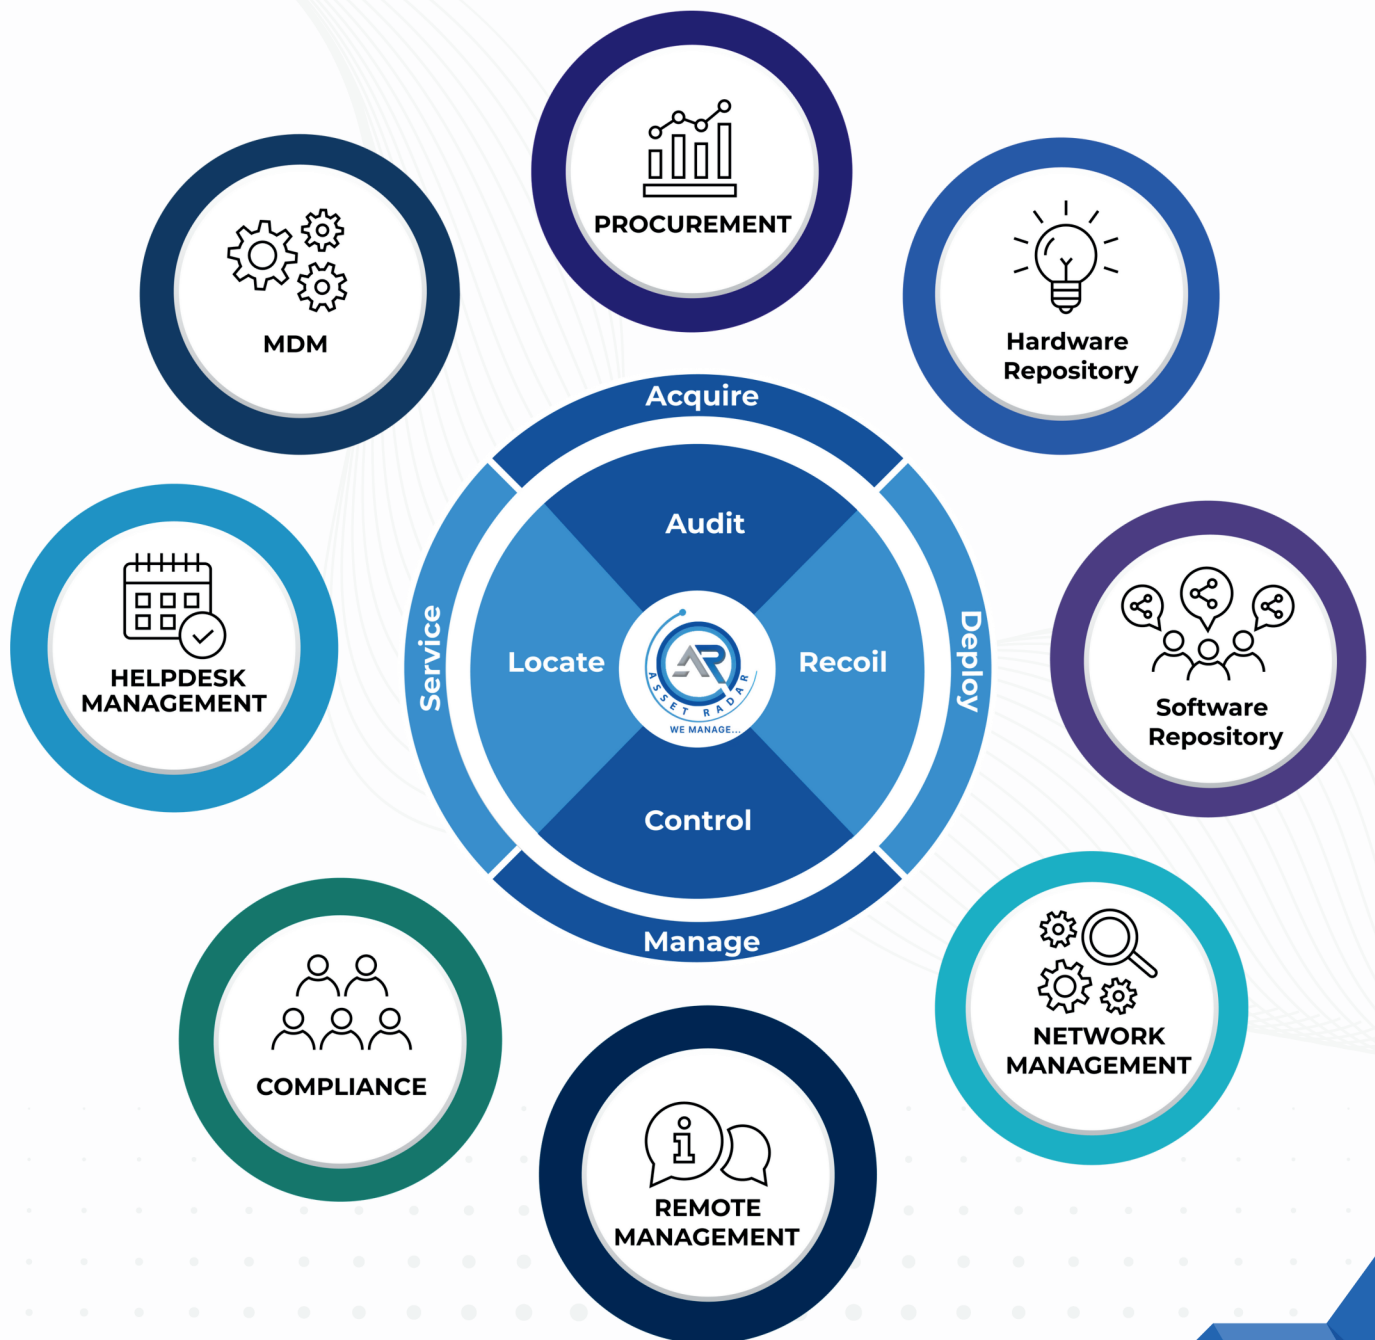 PROCUREMENT
MDM
Hardware
Repository
Acquire
Audit
Service
Locate
Recoil
Deploy
AR
ASSET RADAR
WE MANAGE...
Control
Manage
HELPDESK
MANAGEMENT
Software
Repository
COMPLIANCE
NETWORK
MANAGEMENT
i
REMOTE
MANAGEMENT